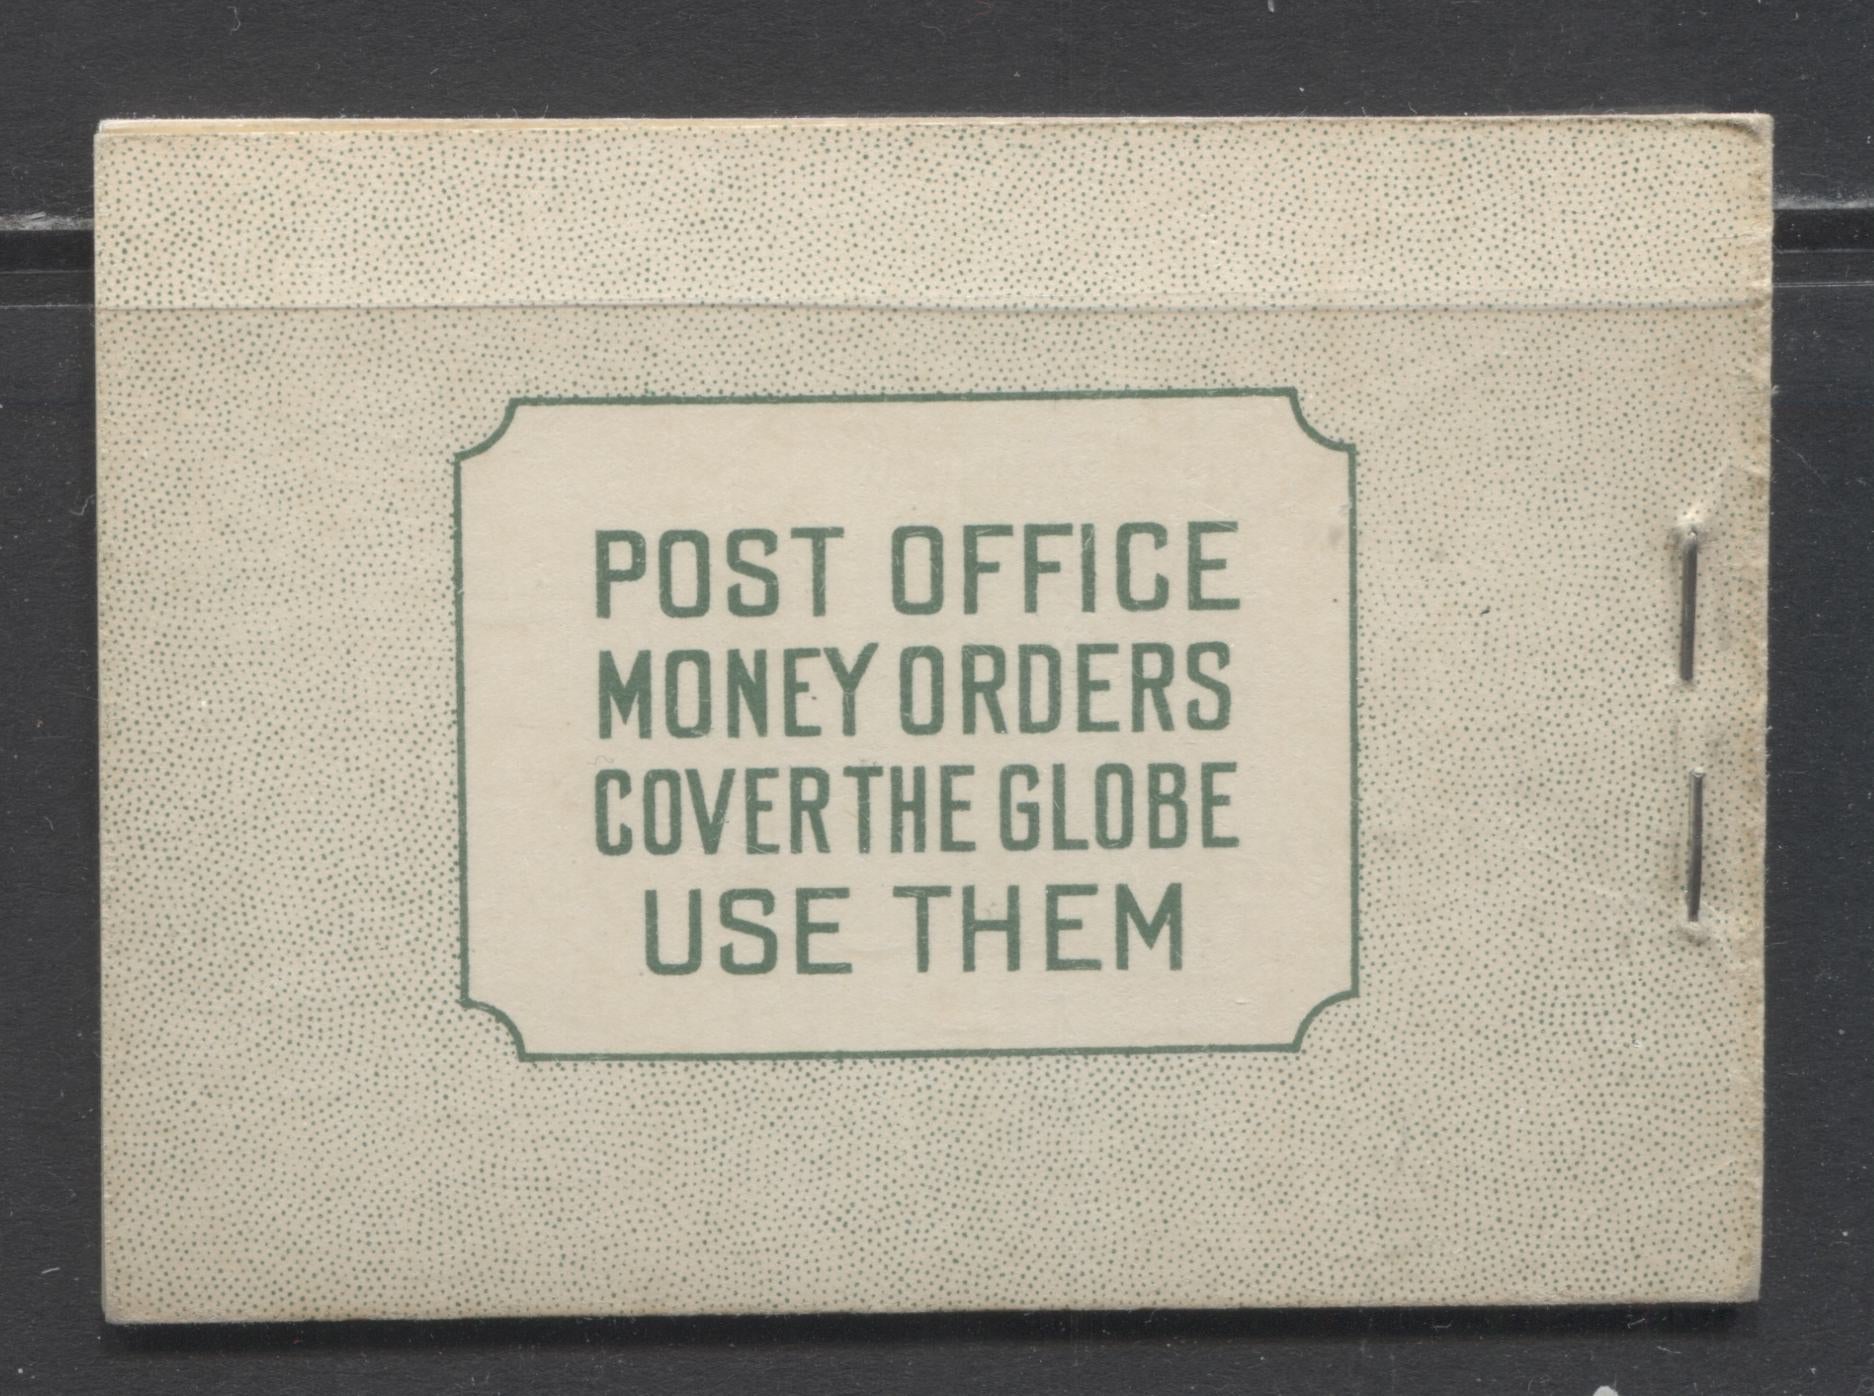 POST OFFICE
MONEY ORDERS
COVER THE GLOBE
USE THEM